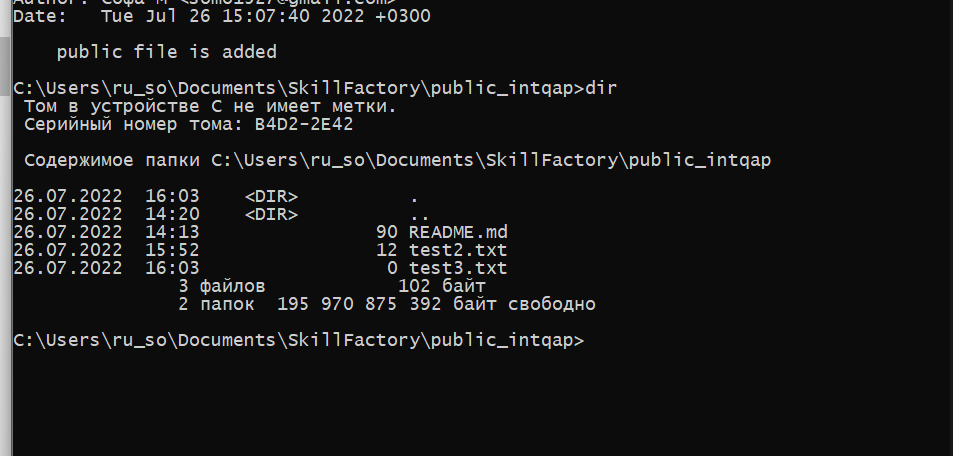 Author: Софа М <somo1927@gmail.com>
Date:   Tue Jul 26 15:07:40 2022 +0300
    public file is added
C:\Users\ru_so\Documents\SkillFactory\public_intqap>dir
 Том в устройстве C не имеет метки.
 Серийный номер тома: B4D2-2E42
 Содержимое папки C:\Users\ru_so\Documents\SkillFactory\public_intqap
26.07.2022  16:03    <DIR>          .
26.07.2022  14:20    <DIR>          ..
26.07.2022  14:13                90 README.md
26.07.2022  15:52                12 test2.txt
26.07.2022  16:03                 0 test3.txt
               3 файлов            102 байт
               2 папок  195 970 875 392 байт свободно
C:\Users\ru_so\Documents\SkillFactory\public_intqap>